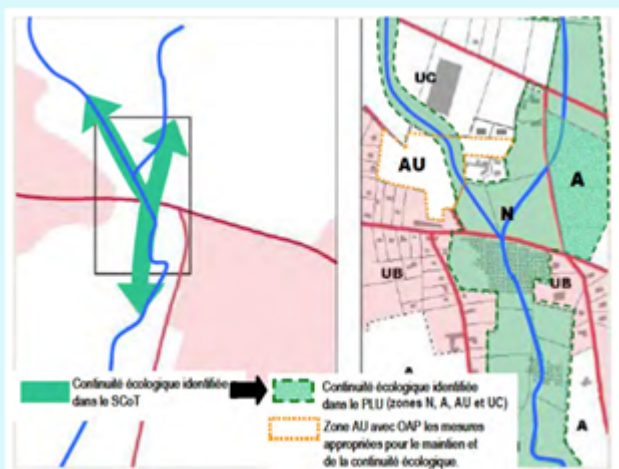 UC
AU
A
N
UB
UB
A
A
Continuité écologique identifiée
dans le SCoT
Continuité écologique identifiée
dans le PLU (zones N, A, AU et UC)
Zone AU avec OAP les mesures
appropriées pour le maintien et
de la continuité écologique.